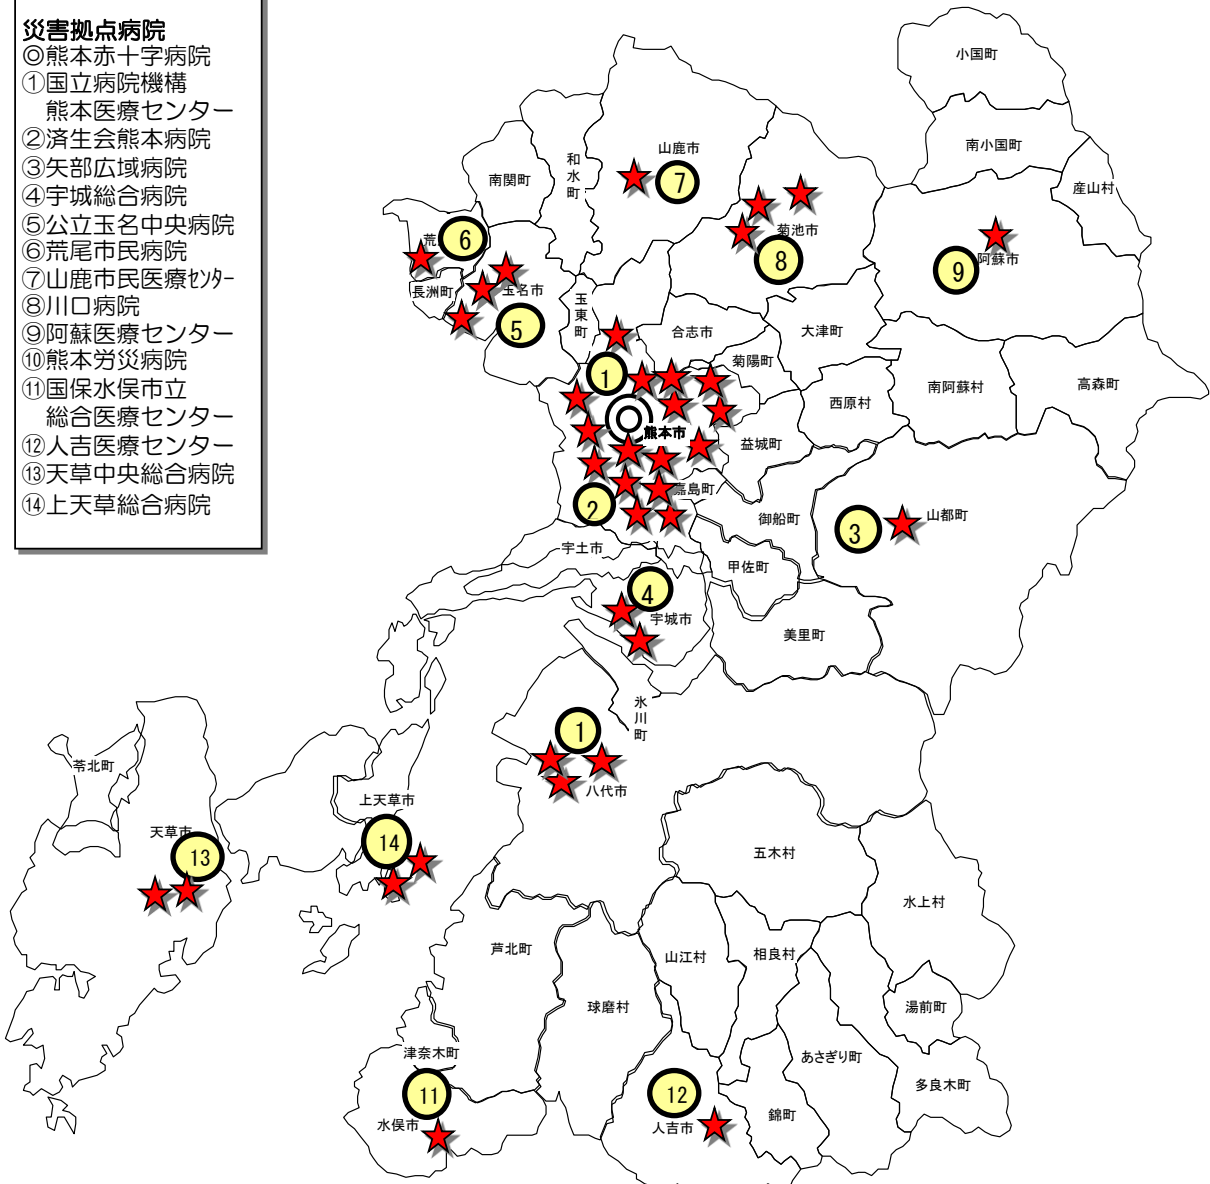 災害拠点病院
◎熊本赤十字病院
①国立病院機構
熊本医療センター
②済生会熊本病院
③矢部広域病院
④宇城総合病院
⑤公立玉名中央病院
⑥荒尾市民病院
⑦山鹿市民医療ｾﾝﾀｰ
⑧川口病院
⑨阿蘇医療センター
⑩熊本労災病院
⑪国保水俣市立
総合医療センター
⑫人吉医療センター
⑬天草中央総合病院
⑭上天草総合病院
小国町
南小国町
産山村
山鹿市
7
和水町
南関町
菊池市
8
阿蘇市
9
荒
6
長洲町
玉名市
5
玉東町
合志市
大津町
菊陽町
1
南阿蘇村
高森町
西原村
熊本市
益城町
嘉島町
2
御船町
3
山都町
宇土市
甲佐町
4
宇城市
美里町
氷川町
1
八代市
苓北町
上天草市
14
天草市
13
五木村
水上村
芦北町
山江村
相良村
球磨村
湯前町
津奈木町
あさぎり町
多良木町
11
水俣市
12
人吉市
錦町